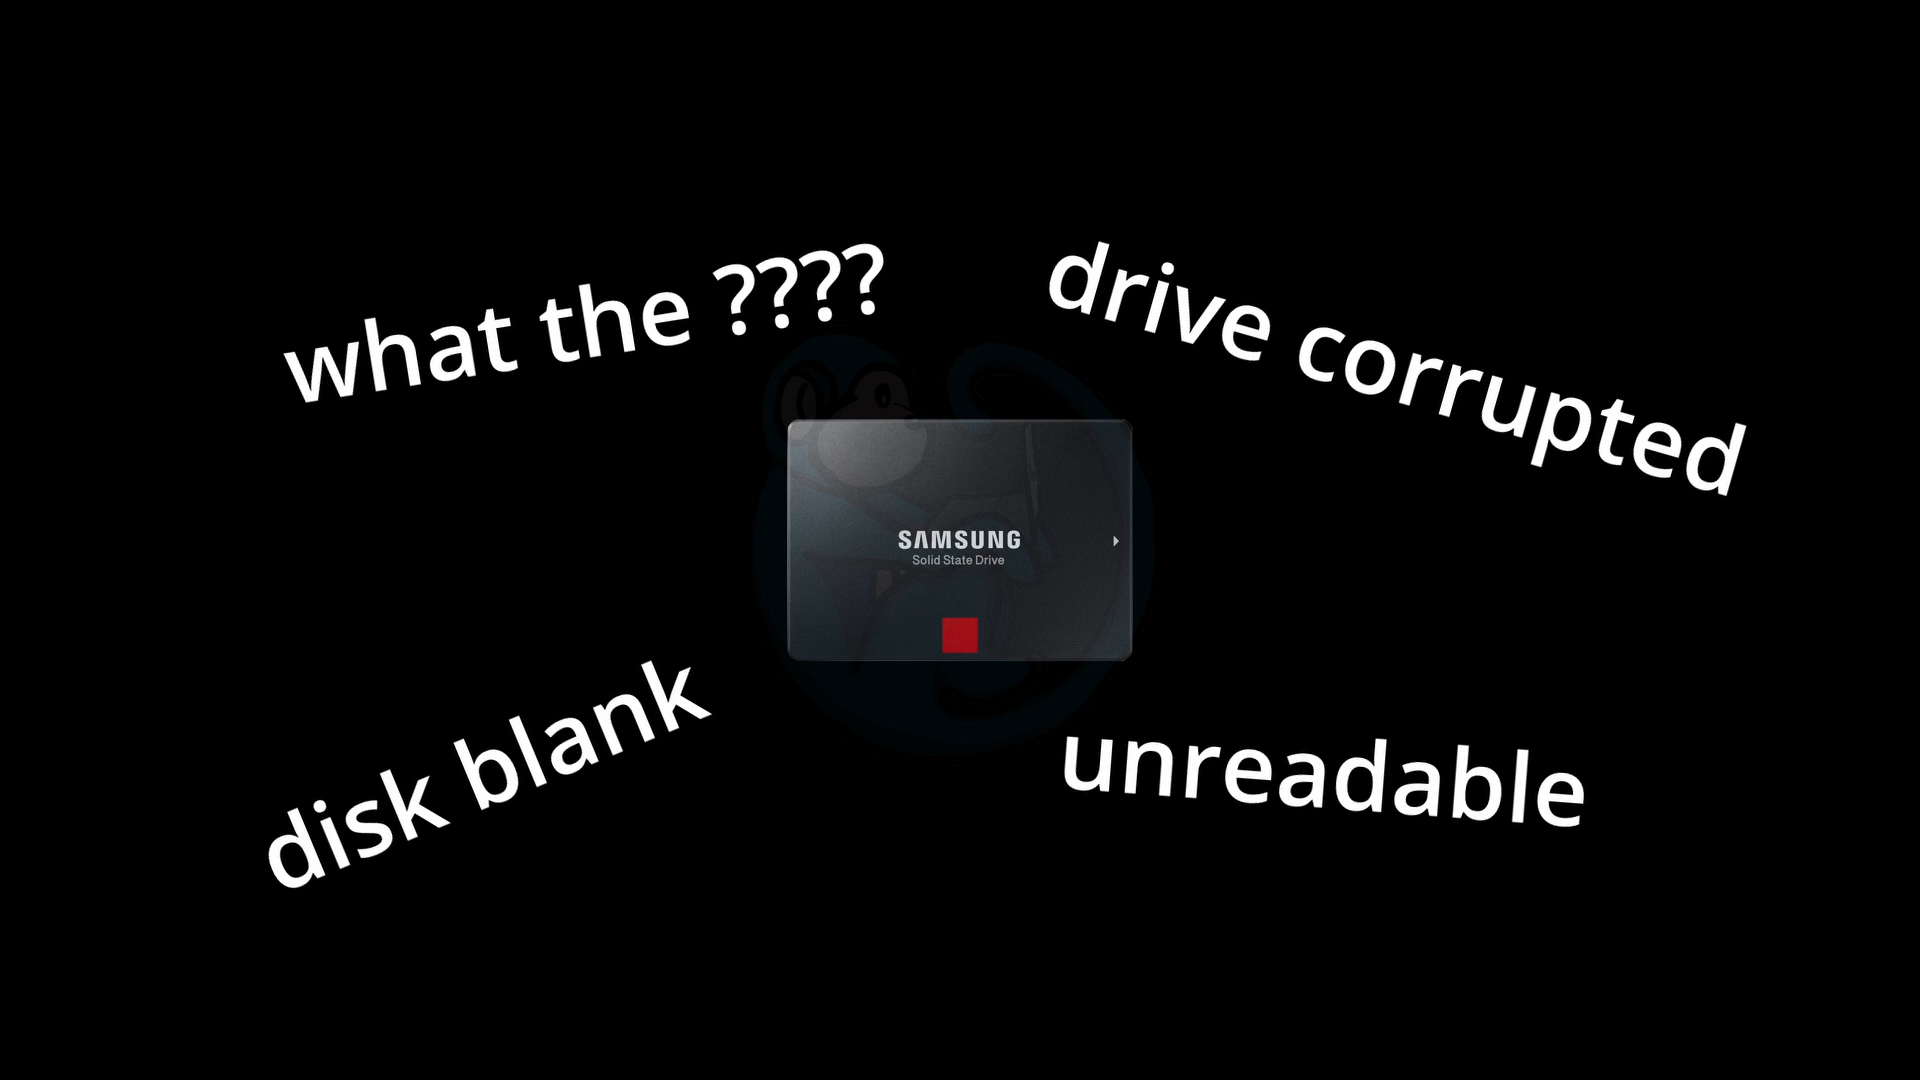 what the ????
drive corrupted
SAMSUNG
Solid State Drive
disk blank
unreadable